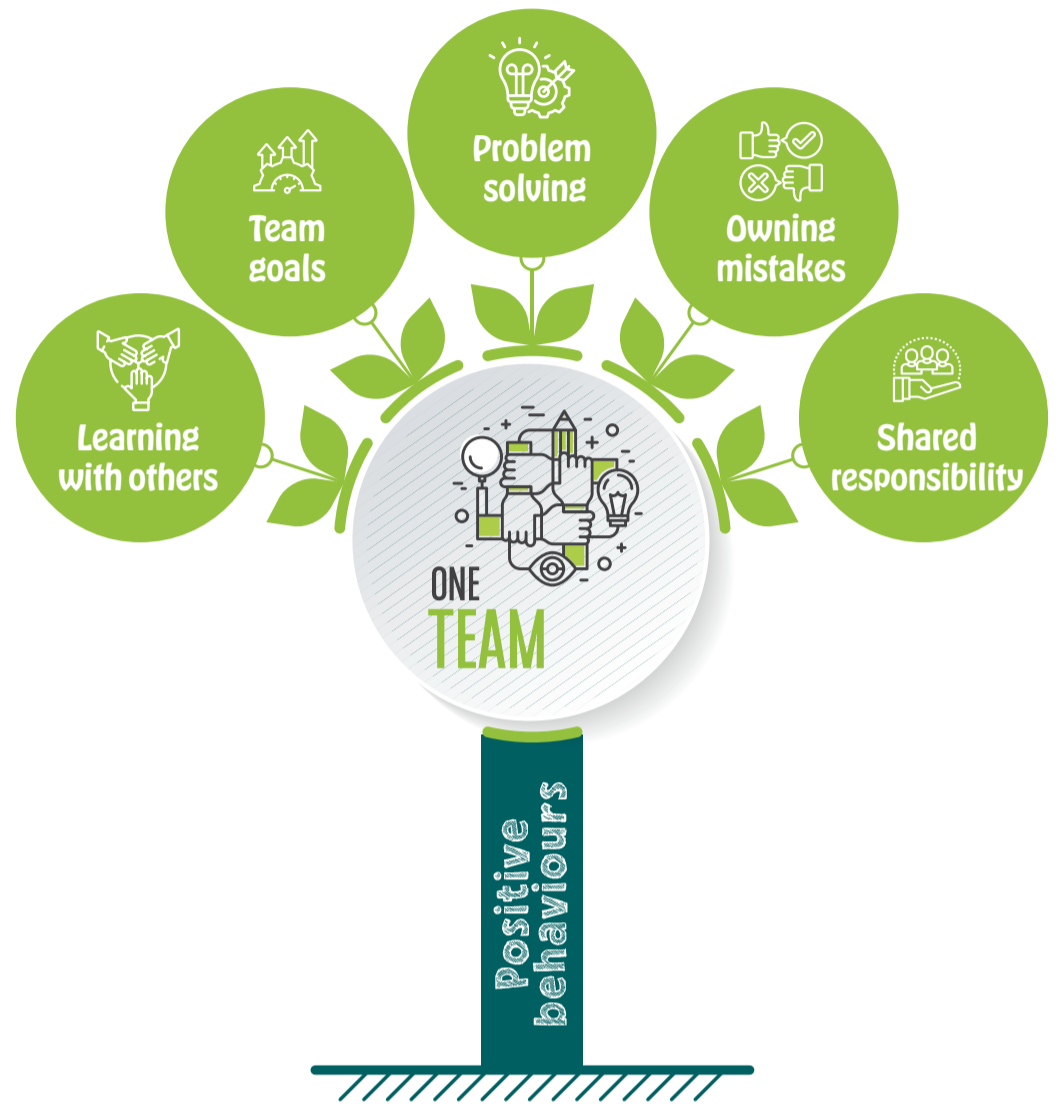 Problem
solving
Team
goals
Owning
mistakes
Learning
with others
Shared
responsibility
ONE
TEAM
Positive
behaviours